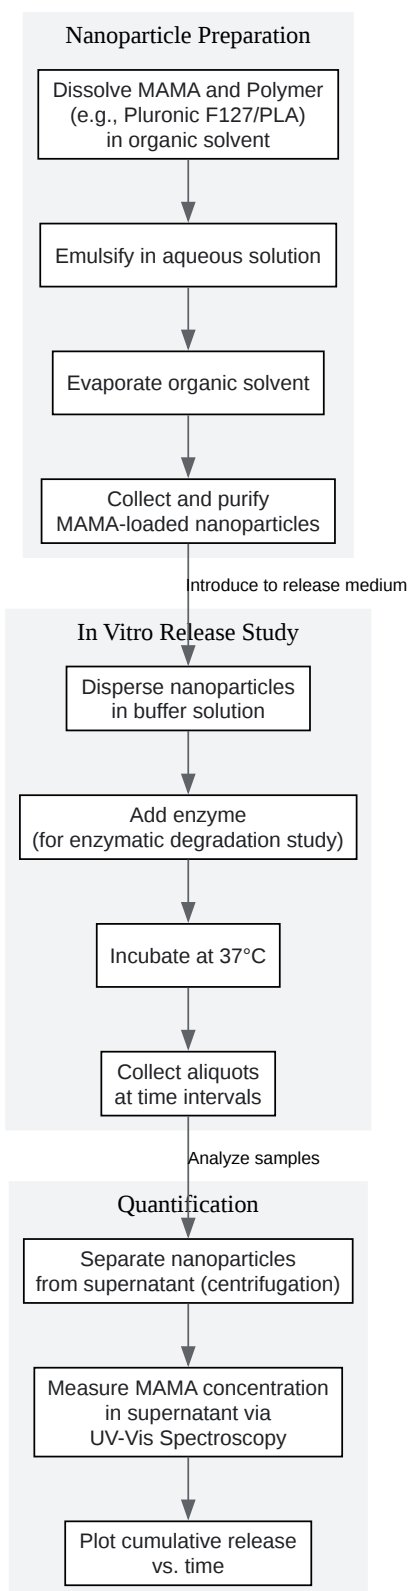 Nanoparticle Preparation
Dissolve MAMA and Polymer
(e.g., Pluronic F127/PLA)
in organic solvent
Emulsify in aqueous solution
Evaporate organic solvent
Collect and purify
MAMA-loaded nanoparticles
Introduce to release medium
In Vitro Release Study
Disperse nanoparticles
in buffer solution
Add enzyme
(for enzymatic degradation study)
Incubate at 37°C
Collect aliquots
at time intervals
Analyze samples
Quantification
Separate nanoparticles
from supernatant (centrifugation)
Measure MAMA concentration
in supernatant via
UV-Vis Spectroscopy
Plot cumulative release
vs. time